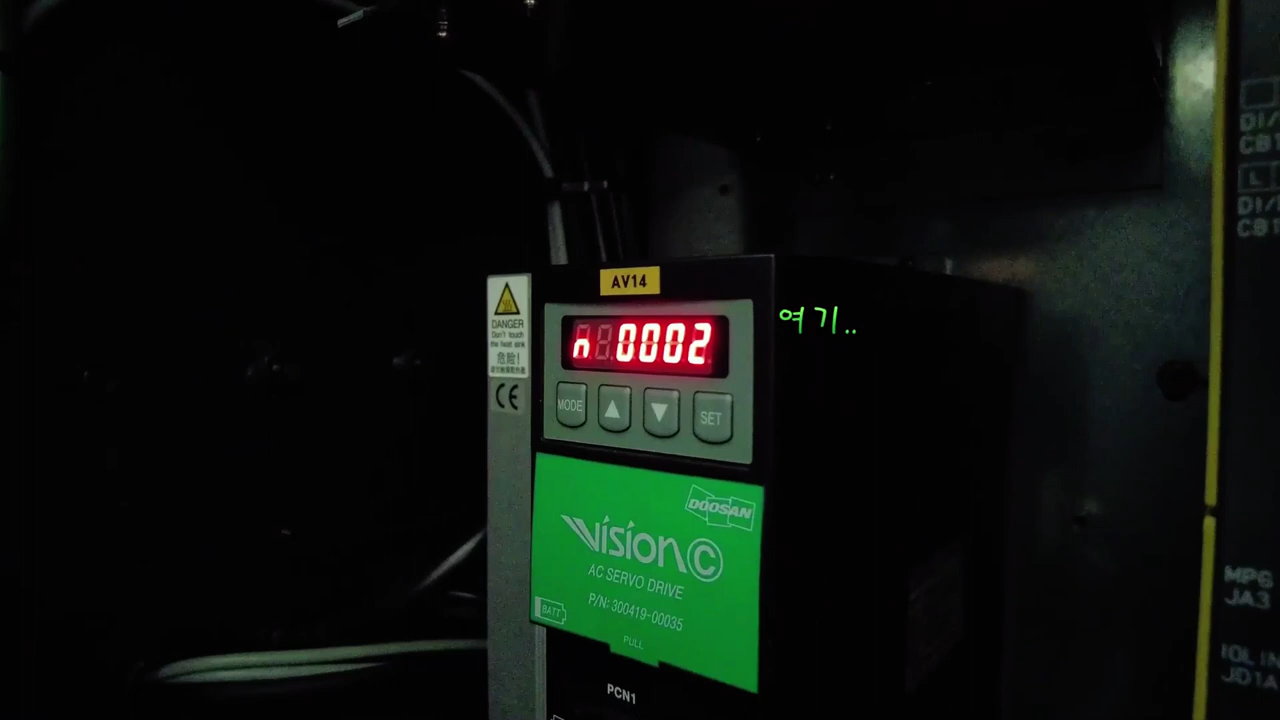 AV14
DANGER
Don't touch
the heat sink
危險!
CE
n 0002
여기..
MODE
SET
DOOSAN
Vision C
AC SERVO DRIVE
P/N: 300419-00035
BATT
PULL
PCN1
DI/
CB1
L
DI/
CB1
MPG
JA3
IOL IN
JD1A